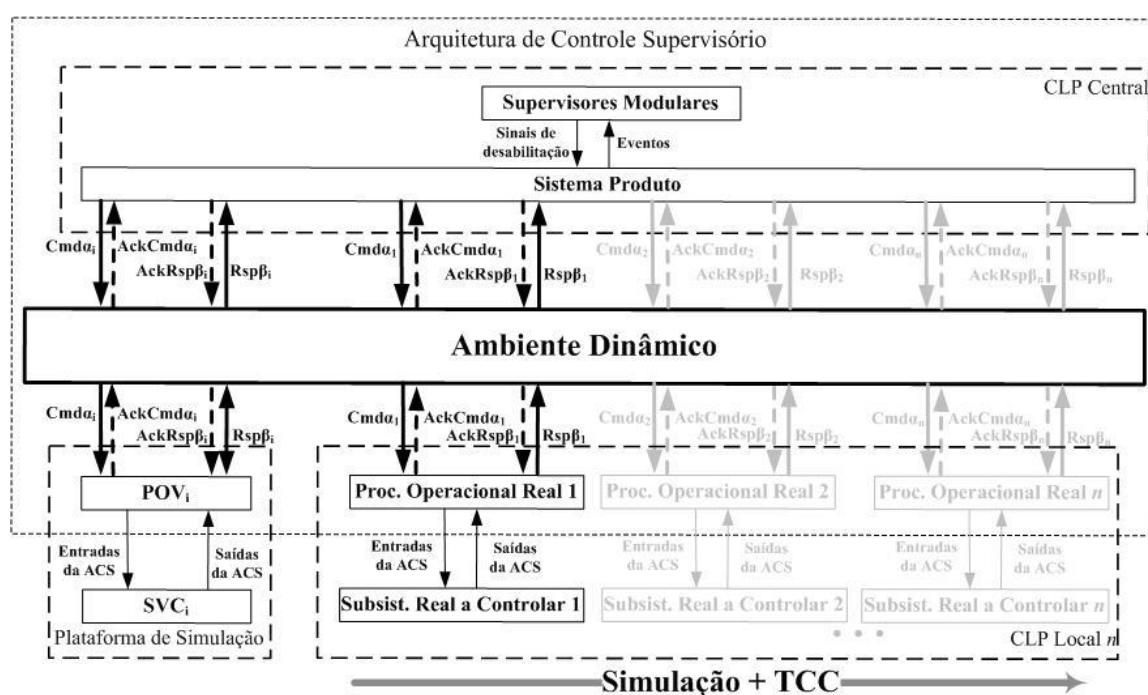 Arquitetura de Controle Supervisório
CLP Central
Supervisores Modulares
Sinais de desabilitação
Eventos
Sistema Produto
Cmdαi AckCmdαi Cmdα1 AckCmdα1 Cmdα2 AckCmdα2 Cmdαn AckCmdαn
AckRspβi Rspβi AckRspβ1 Rspβ1 AckRspβ2 Rspβ2 AckRspβn Rspβn
Ambiente Dinâmico
Cmdαi AckCmdαi Cmdα1 AckCmdα1 Cmdα2 AckCmdα2 Cmdαn AckCmdαn
AckRspβi Rspβi AckRspβ1 Rspβ1 AckRspβ2 Rspβ2 AckRspβn Rspβn
POVi Proc. Operacional Real 1 Proc. Operacional Real 2 Proc. Operacional Real n
Entradas da ACS Saídas da ACS Entradas da ACS Saídas da ACS Entradas da ACS Saídas da ACS Entradas da ACS Saídas da ACS
SVCi Subsist. Real a Controlar 1 Subsist. Real a Controlar 2 Subsist. Real a Controlar n
Plataforma de Simulação
• • •
CLP Local n
Simulação + TCC